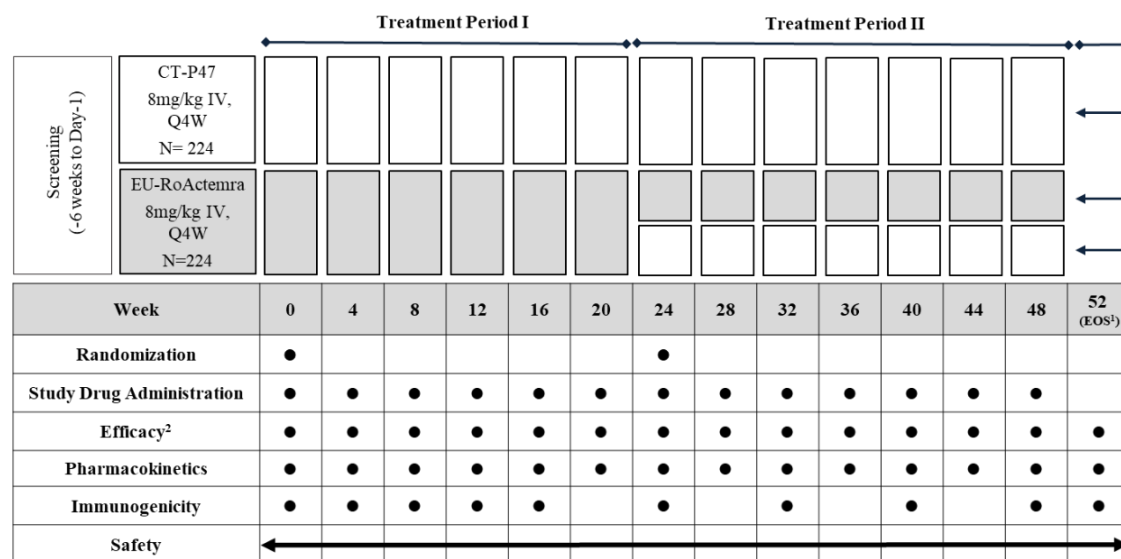 Treatment Period I
Treatment Period II
Screening
(-6 weeks to Day-1)
CT-P47
8mg/kg IV,
Q4W
N= 224
EU-RoActemra
8mg/kg IV,
Q4W
N=224
Week 0 4 8 12 16 20 24 28 32 36 40 44 48 52
(EOS¹)
Randomization ● ●
Study Drug Administration ● ● ● ● ● ● ● ● ● ● ● ● ●
Efficacy² ● ● ● ● ● ● ● ● ● ● ● ● ● ●
Pharmacokinetics ● ● ● ● ● ● ● ● ● ● ● ● ● ●
Immunogenicity ● ● ● ● ● ● ● ● ● ●
Safety